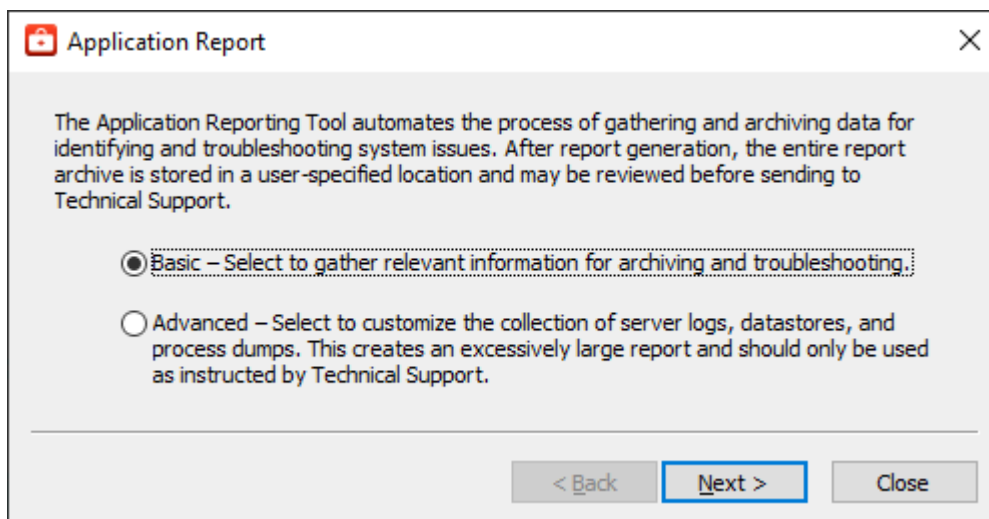 Application Report
The Application Reporting Tool automates the process of gathering and archiving data for
identifying and troubleshooting system issues. After report generation, the entire report
archive is stored in a user-specified location and may be reviewed before sending to
Technical Support.
Basic – Select to gather relevant information for archiving and troubleshooting.
Advanced – Select to customize the collection of server logs, datastores, and
process dumps. This creates an excessively large report and should only be used
as instructed by Technical Support.
< Back Next > Close